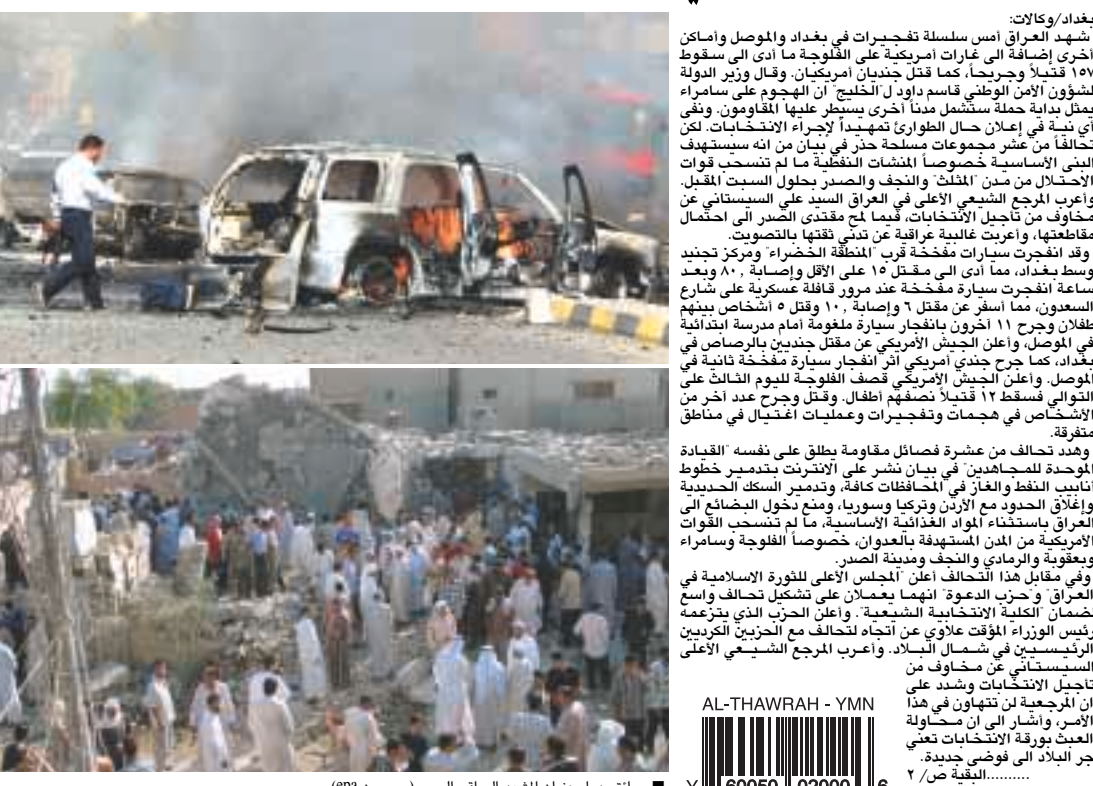 بغداد/وكالات:
شهد العراق أمس سلسلة تفجيرات في بغداد والموصل وأماكن
أخرى إضافة الى غارات أمريكية على الفلوجة ما أدى الى سقوط
١٥٧ قتيلاً وجريحاً، كما قتل جنديان أمريكيان. وقال وزير الدولة
لشؤون الأمن الوطني قاسم داود ل"الخليج" ان الهجوم على سامراء
يمثل بداية حملة ستشمل مدناً أخرى يسيطر عليها المقاومون. ونفى
أي نية في إعلان حال الطوارئ تمهيداً لإجراء الانتخابات. لكن
تحالفاً من عشر مجموعات مسلحة حذر في بيان من انه سيستهدف
البنى الأساسية خصوصاً المنشات النفطية ما لم تنسحب قوات
الاحتلال من مدن "المثلث" والنجف والصدر بحلول السبت المقبل.
وأعرب المرجع الشيعي الأعلى في العراق السيد علي السيستاني عن
مخاوف من تأجيل الانتخابات، فيما لمح مقتدى الصدر الى احتمال
مقاطعتها، وأعربت غالبية عراقية عن تدني ثقتها بالتصويت.
وقد انفجرت سيارات مفخخة قرب "المنطقة الخضراء" ومركز تجنيد
وسط بغداد، مما أدى الى مقتل ١٥ على الأقل وإصابة ٨٠, وبعد
ساعة انفجرت سيارة مفخخة عند مرور قافلة عسكرية على شارع
السعدون، مما أسفر عن مقتل ٦ وإصابة ١٠, وقتل ٥ أشخاص بينهم
طفلان وجرح ١١ آخرون بانفجار سيارة ملغومة أمام مدرسة ابتدائية
في الموصل، وأعلن الجيش الأمريكي عن مقتل جنديين بالرصاص في
بغداد، كما جرح جندي أمريكي اثر انفجار سيارة مفخخة ثانية في
الموصل. وأعلن الجيش الأمريكي قصف الفلوجة لليوم الثالث على
التوالي فسقط ١٢ قتيلاً نصفهم أطفال. وقتل وجرح عدد آخر من
الأشخاص في هجمات وتفجيرات وعمليات اغتيال في مناطق
متفرقة.
وهدد تحالف من عشرة فصائل مقاومة يطلق على نفسه "القيادة
الموحدة للمجاهدين" في بيان نشر على الانترنت بتدمير خطوط
أنابيب النفط والغاز في المحافظات كافة، وتدمير السكك الحديدية
وإغلاق الحدود مع الأردن وتركيا وسوريا، ومنع دخول البضائع الى
العراق باستثناء المواد الغذائية الأساسية، ما لم تنسحب القوات
الأمريكية من المدن المستهدفة بالعدوان، خصوصاً الفلوجة وسامراء
وبعقوبة والرمادي والنجف ومدينة الصدر.
وفي مقابل هذا التحالف أعلن "المجلس الأعلى للثورة الاسلامية في
العراق" و"حزب الدعوة" انهما يعملان على تشكيل تحالف واسع
لضمان "الكلية الانتخابية الشيعية". وأعلن الحزب الذي يتزعمه
رئيس الوزراء المؤقت علاوي عن اتجاه لتحالف مع الحزبين الكرديين
الرئيسيين في شمال البلاد. وأعرب المرجع الشيعي الأعلى
السيستاني عن مخاوف من
تأجيل الانتخابات وشدد على
ان المرجعية لن تتهاون في هذا
الأمر، وأشار الى ان محاولة
العبث بورقة الانتخابات تعني
جر البلاد الى فوضى جديدة.
..........البقية ص/ ٢
AL-THAWRAH - YMN